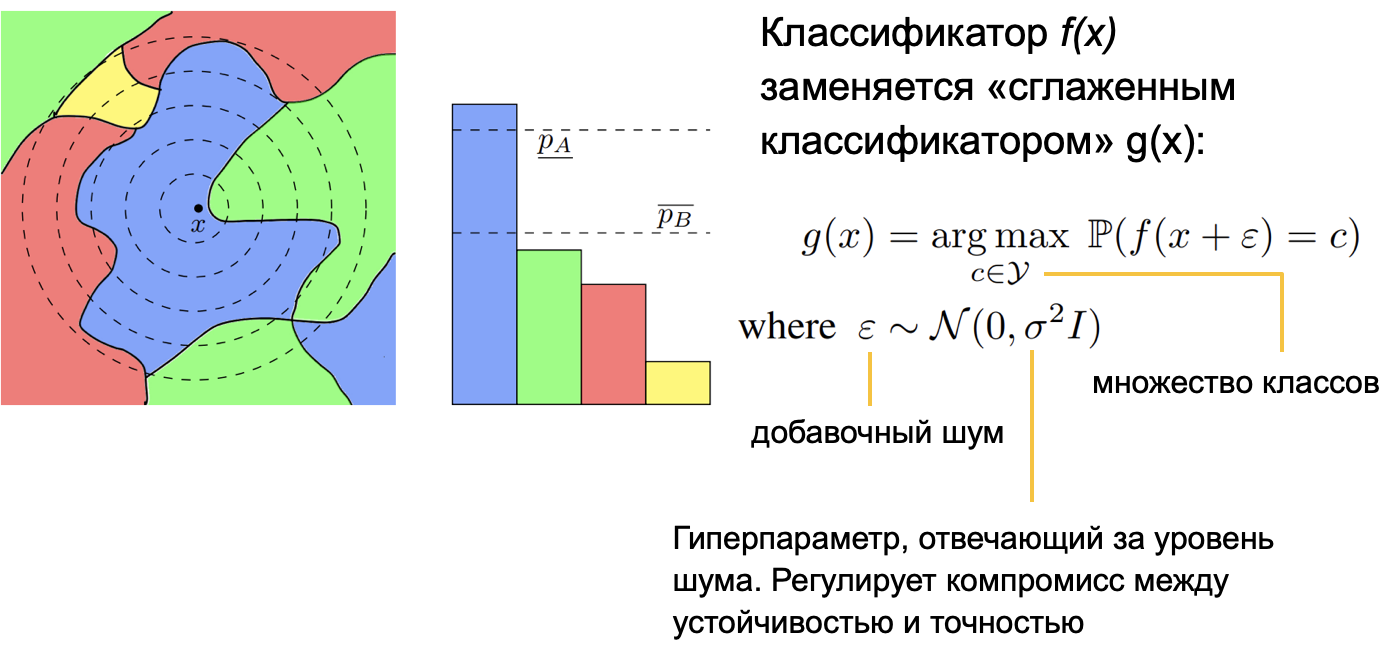 x
p_A
p_B
Классификатор f(x)
заменяется «сглаженным
классификатором» g(x):
g(x) = arg max ℙ(f(x + ε) = c)
c∈𝒴
where ε ∼ 𝒩(0, σ²I)
множество классов
добавочный шум
Гиперпараметр, отвечающий за уровень
шума. Регулирует компромисс между
устойчивостью и точностью